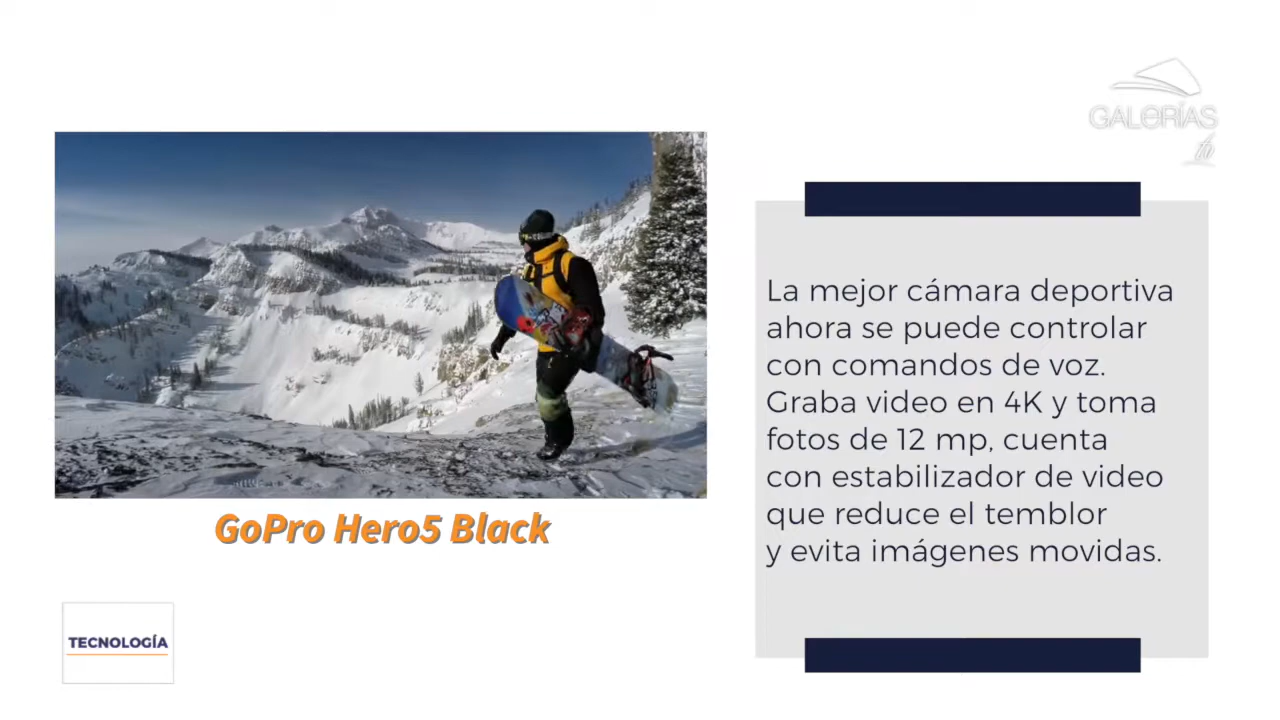 GALERÍAS
tv
La mejor cámara deportiva
ahora se puede controlar
con comandos de voz.
Graba video en 4K y toma
fotos de 12 mp, cuenta
con estabilizador de video
que reduce el temblor
y evita imágenes movidas.
GoPro Hero5 Black
TECNOLOGÍA